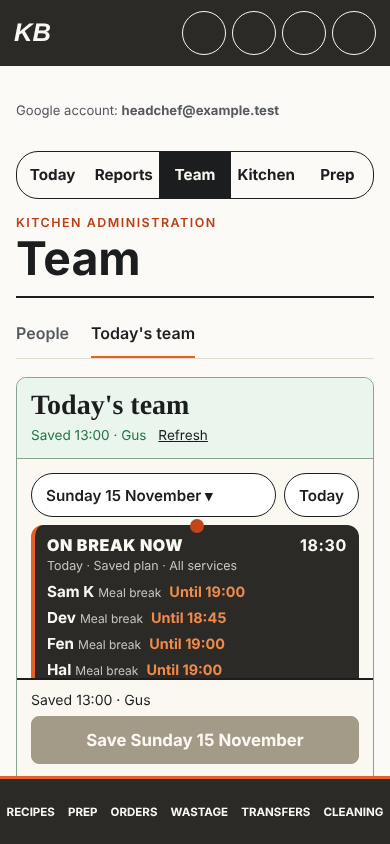 KB
Google account: headchef@example.test
Today Reports Team Kitchen Prep
KITCHEN ADMINISTRATION
Team
People Today's team
Today's team
Saved 13:00 · Gus Refresh
Sunday 15 November ▾ Today
ON BREAK NOW 18:30
Today · Saved plan · All services
Sam K Meal break Until 19:00
Dev Meal break Until 18:45
Fen Meal break Until 19:00
Hal Meal break Until 19:00
Saved 13:00 · Gus
Save Sunday 15 November
RECIPES PREP ORDERS WASTAGE TRANSFERS CLEANING